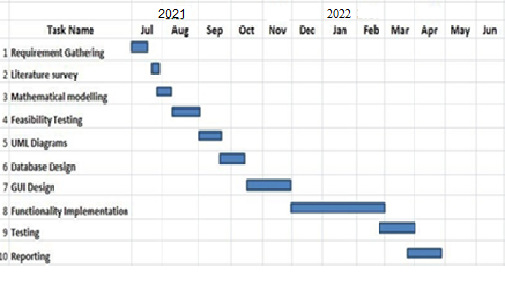 2021 2022
Task Name Jul Aug Sep Oct Nov Dec Jan Feb Mar Apr May Jun
1 Requirement Gathering
2 Literature survey
3 Mathematical modelling
4 Feasibility Testing
5 UML Diagrams
6 Database Design
7 GUI Design
8 Functionality Implementation
9 Testing
10 Reporting